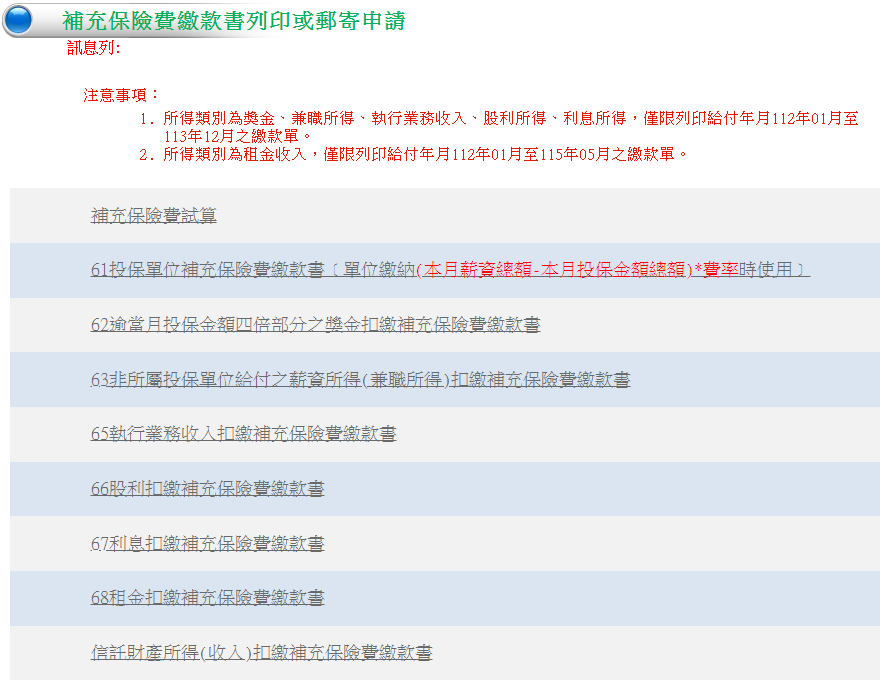 補充保險費繳款書列印或郵寄申請
訊息列:
注意事項：
1. 所得類別為獎金、兼職所得、執行業務收入、股利所得、利息所得，僅限列印給付年月112年01月至
113年12月之繳款單。
2. 所得類別為租金收入，僅限列印給付年月112年01月至115年05月之繳款單。
補充保險費試算
61投保單位補充保險費繳款書﹝單位繳納(本月薪資總額-本月投保金額總額)*費率時使用﹞
62逾當月投保金額四倍部分之獎金扣繳補充保險費繳款書
63非所屬投保單位給付之薪資所得(兼職所得)扣繳補充保險費繳款書
65執行業務收入扣繳補充保險費繳款書
66股利扣繳補充保險費繳款書
67利息扣繳補充保險費繳款書
68租金扣繳補充保險費繳款書
信託財產所得(收入)扣繳補充保險費繳款書